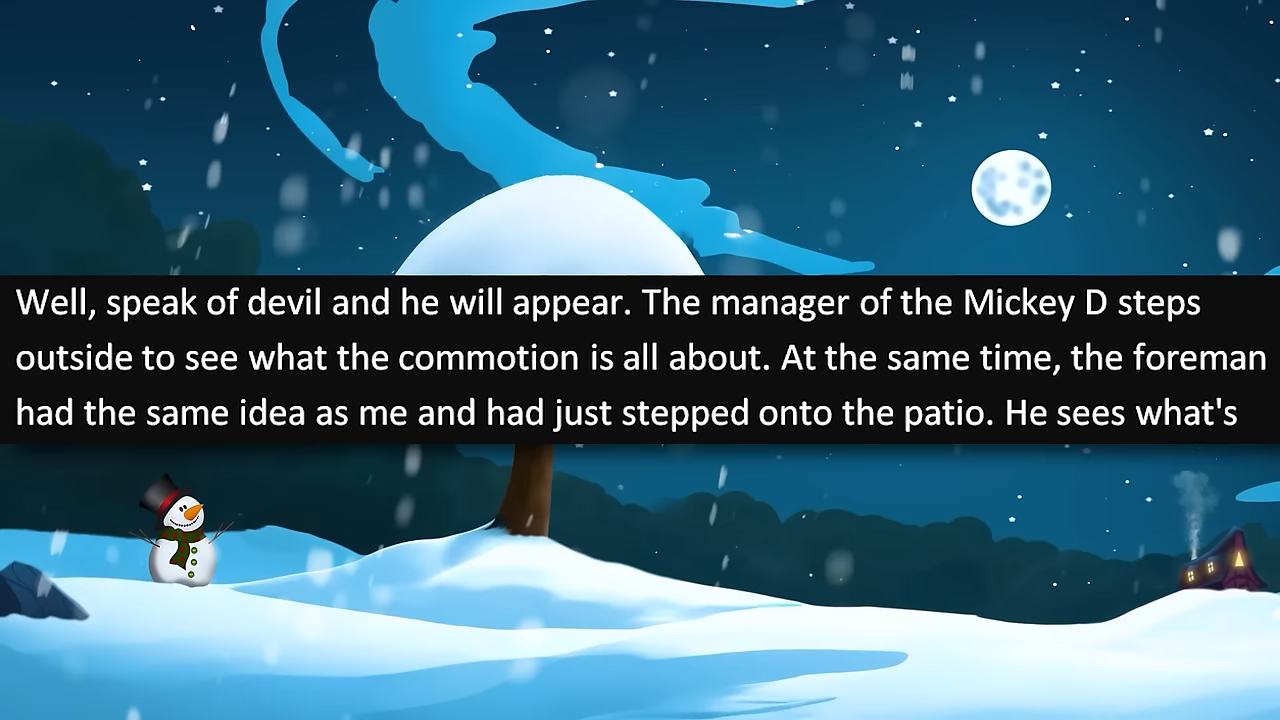 Well, speak of devil and he will appear. The manager of the Mickey D steps
outside to see what the commotion is all about. At the same time, the foreman
had the same idea as me and had just stepped onto the patio. He sees what's